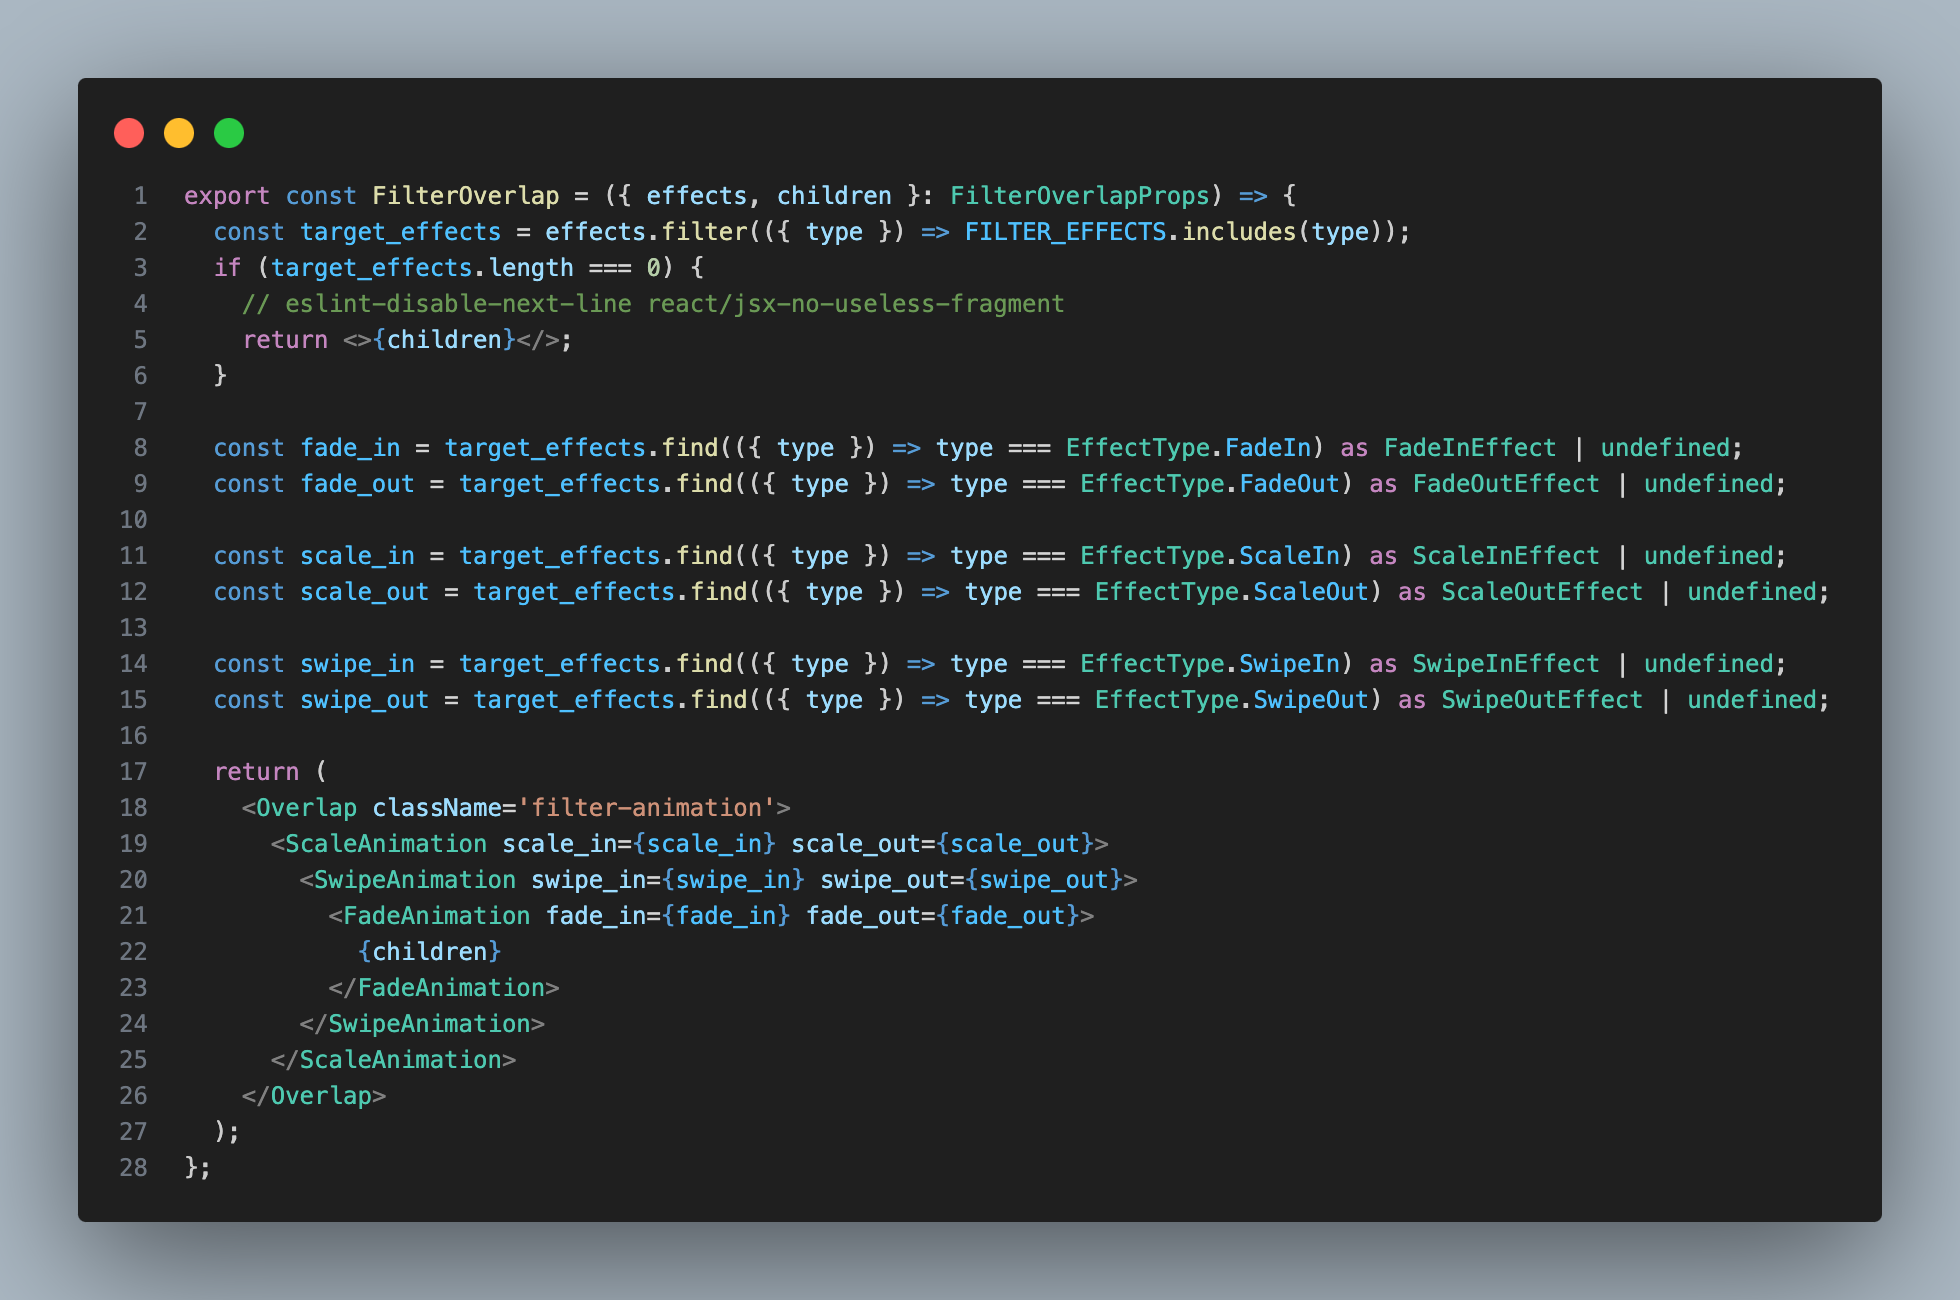 1 export const FilterOverlap = ({ effects, children }: FilterOverlapProps) => {
2   const target_effects = effects.filter(({ type }) => FILTER_EFFECTS.includes(type));
3   if (target_effects.length === 0) {
4     // eslint-disable-next-line react/jsx-no-useless-fragment
5     return <>{children}</>;
6   }
7
8   const fade_in = target_effects.find(({ type }) => type === EffectType.FadeIn) as FadeInEffect | undefined;
9   const fade_out = target_effects.find(({ type }) => type === EffectType.FadeOut) as FadeOutEffect | undefined;
10
11   const scale_in = target_effects.find(({ type }) => type === EffectType.ScaleIn) as ScaleInEffect | undefined;
12   const scale_out = target_effects.find(({ type }) => type === EffectType.ScaleOut) as ScaleOutEffect | undefined;
13
14   const swipe_in = target_effects.find(({ type }) => type === EffectType.SwipeIn) as SwipeInEffect | undefined;
15   const swipe_out = target_effects.find(({ type }) => type === EffectType.SwipeOut) as SwipeOutEffect | undefined;
16
17   return (
18     <Overlap className='filter-animation'>
19       <ScaleAnimation scale_in={scale_in} scale_out={scale_out}>
20         <SwipeAnimation swipe_in={swipe_in} swipe_out={swipe_out}>
21           <FadeAnimation fade_in={fade_in} fade_out={fade_out}>
22             {children}
23           </FadeAnimation>
24         </SwipeAnimation>
25       </ScaleAnimation>
26     </Overlap>
27   );
28 };